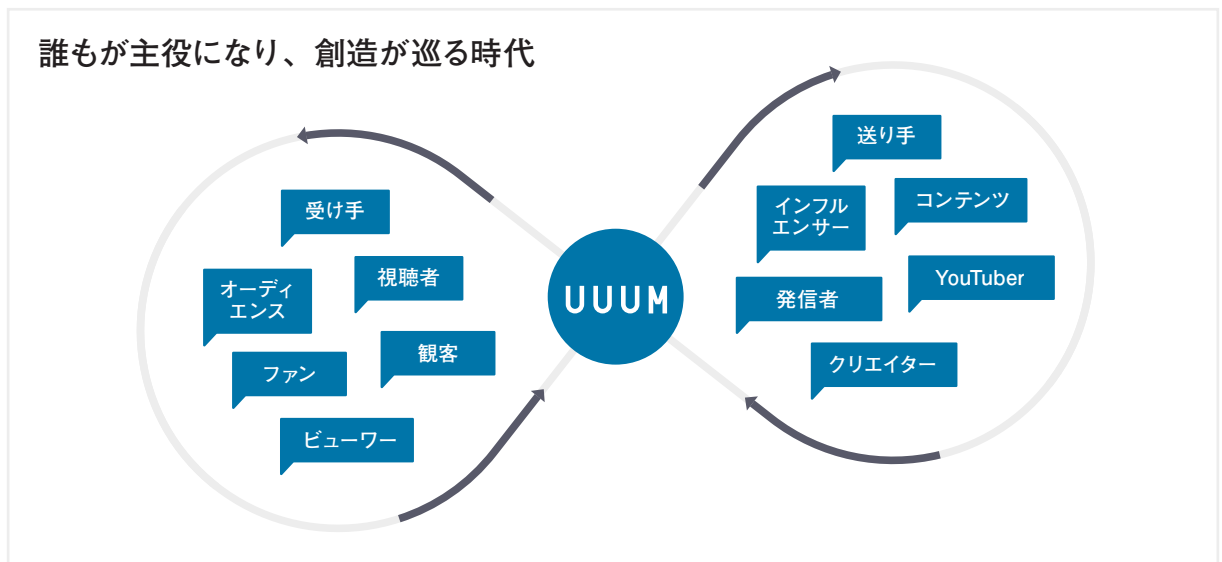 誰もが主役になり、創造が巡る時代
受け手
オーディ
エンス
視聴者
ファン
観客
ビューワー
UUUM
送り手
インフル
エンサー
コンテンツ
発信者
YouTuber
クリエイター